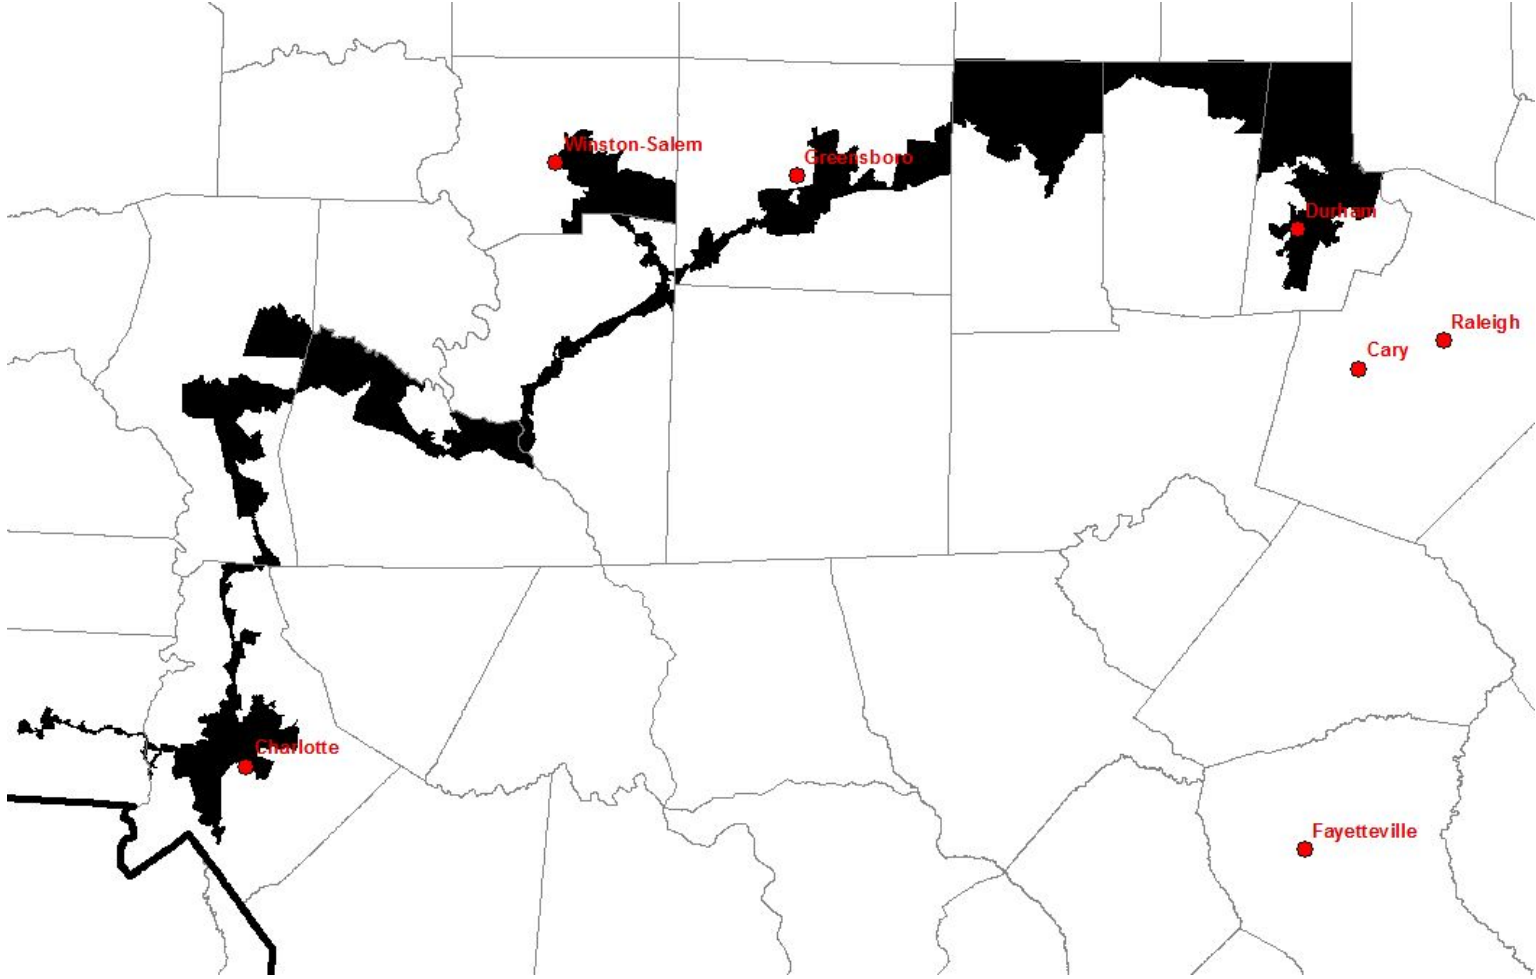 Winston-Salem
Greensboro
Durham
Raleigh
Cary
Charlotte
Fayetteville